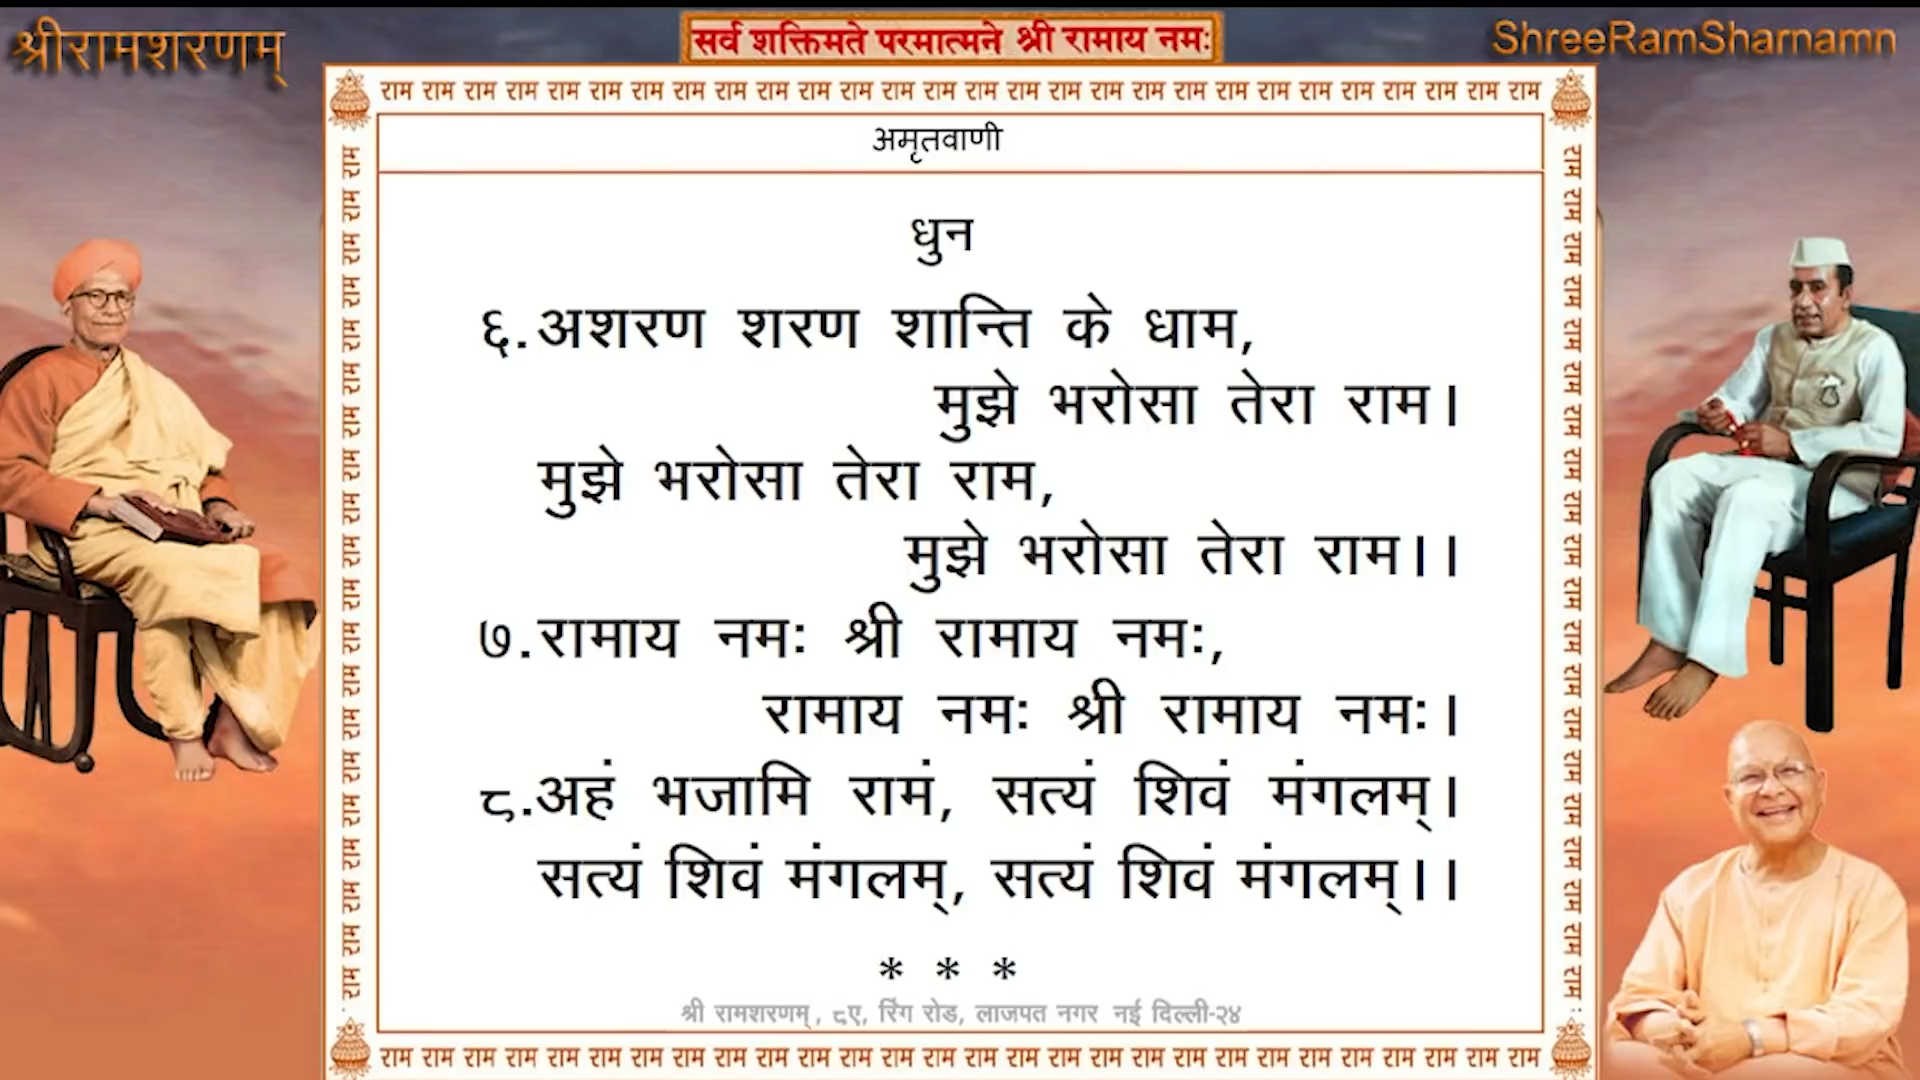 श्रीरामशरणम्
सर्व शक्तिमते परमात्मने श्री रामाय नमः
ShreeRamSharnamn
राम राम राम राम राम राम राम राम राम राम राम राम राम राम राम राम राम राम राम राम राम राम राम राम राम राम राम राम
अमृतवाणी
राम राम राम राम राम राम राम राम राम राम राम राम राम राम राम राम राम राम राम राम
धुन
६.अशरण शरण शान्ति के धाम,
मुझे भरोसा तेरा राम।
मुझे भरोसा तेरा राम,
मुझे भरोसा तेरा राम।।
७.रामाय नमः श्री रामाय नमः,
रामाय नमः श्री रामाय नमः।
८.अहं भजामि रामं, सत्यं शिवं मंगलम्।
सत्यं शिवं मंगलम्, सत्यं शिवं मंगलम्।।
* * *
श्री रामशरणम् , ८ए, रिंग रोड, लाजपत नगर नई दिल्ली-२४
राम राम राम राम राम राम राम राम राम राम राम राम राम राम राम राम राम राम राम राम
राम राम राम राम राम राम राम राम राम राम राम राम राम राम राम राम राम राम राम राम राम राम राम राम राम राम राम राम